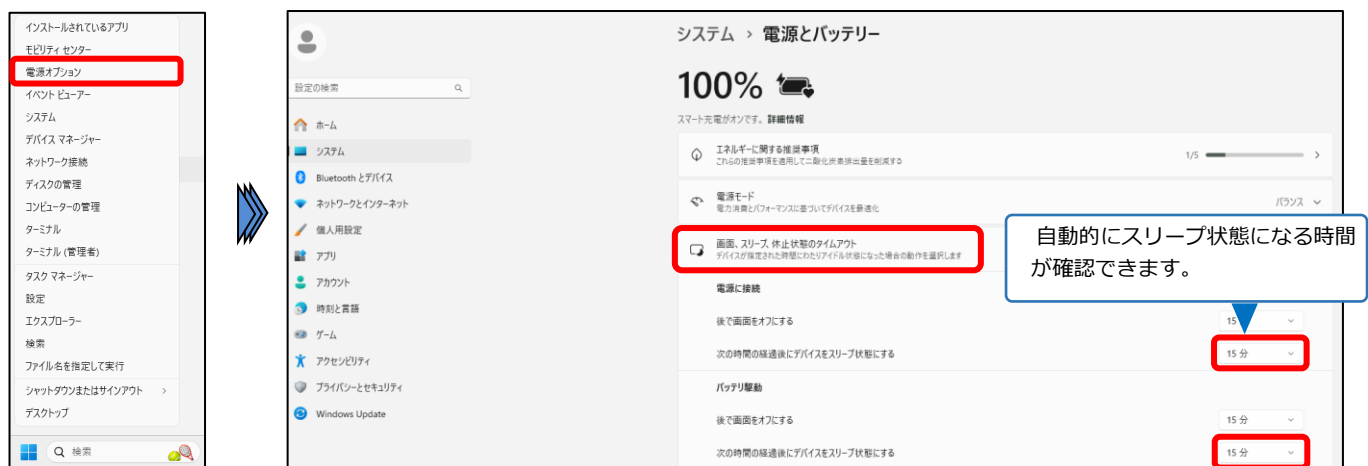 インストールされているアプリ
モビリティ センター
電源オプション
イベント ビューアー
システム
デバイス マネージャー
ネットワーク接続
ディスクの管理
コンピューターの管理
ターミナル
ターミナル (管理者)
タスク マネージャー
設定
エクスプローラー
検索
ファイル名を指定して実行
シャットダウンまたはサインアウト
デスクトップ
検索
設定の検索
ホーム
システム
Bluetooth とデバイス
ネットワークとインターネット
個人用設定
アプリ
アカウント
時刻と言語
ゲーム
アクセシビリティ
プライバシーとセキュリティ
Windows Update
システム › 電源とバッテリー
100%
スマート充電がオンです。 詳細情報
エネルギーに関する推奨事項
これらの推奨事項を適用して二酸化炭素排出量を削減する
1/5
電源モード
電力消費とパフォーマンスに基づいてデバイスを最適化
バランス
画面、スリープ、休止状態のタイムアウト
デバイスが指定された時間にわたりアイドル状態になった場合の動作を選択します
自動的にスリープ状態になる時間
が確認できます。
電源に接続
後で画面をオフにする
15
次の時間の経過後にデバイスをスリープ状態にする
15 分
バッテリ駆動
後で画面をオフにする
15 分
次の時間の経過後にデバイスをスリープ状態にする
15 分